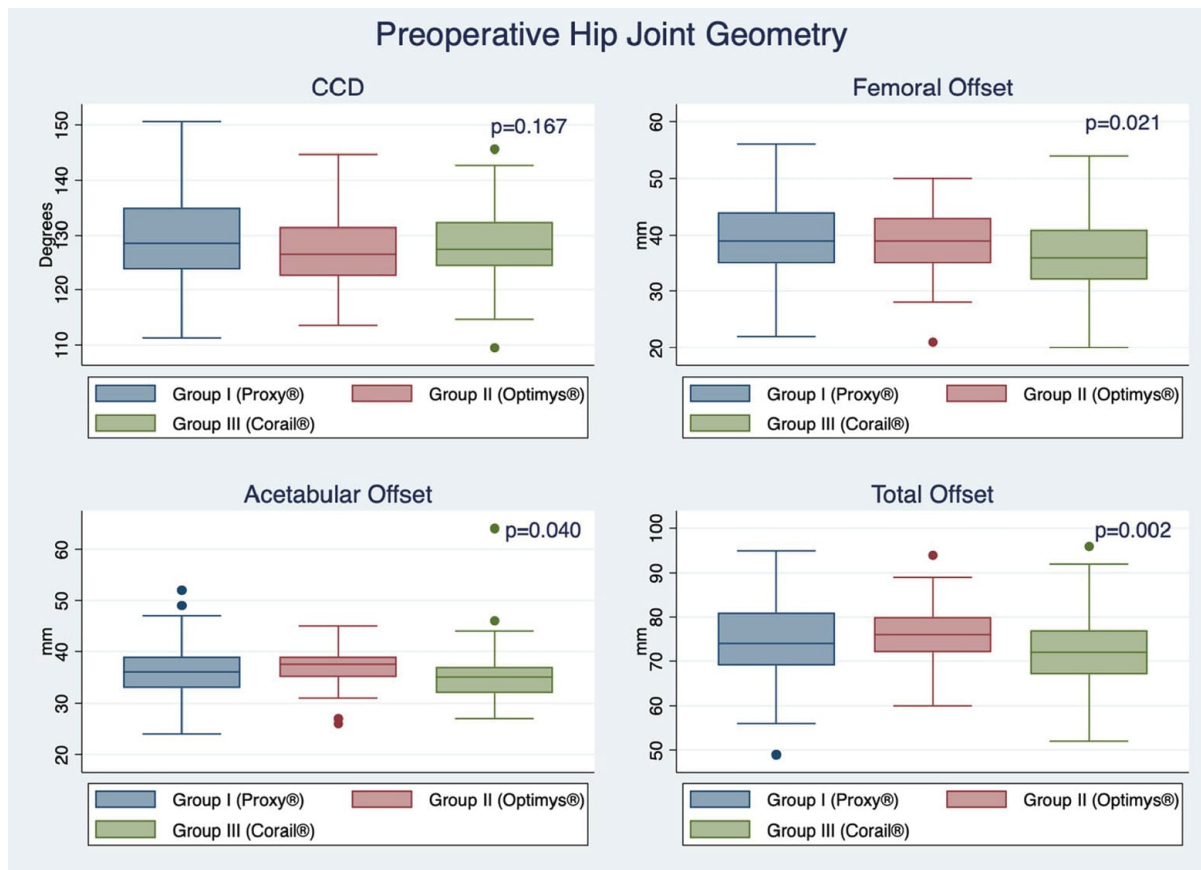 Preoperative Hip Joint Geometry
CCD
p=0.167
Degrees
150
140
130
120
110
Group I (Proxy®)
Group II (Optimys®)
Group III (Corail®)
Femoral Offset
p=0.021
mm
60
50
40
30
20
Group I (Proxy®)
Group II (Optimys®)
Group III (Corail®)
Acetabular Offset
p=0.040
mm
60
50
40
30
20
Group I (Proxy®)
Group II (Optimys®)
Group III (Corail®)
Total Offset
p=0.002
mm
100
90
80
70
60
50
Group I (Proxy®)
Group II (Optimys®)
Group III (Corail®)